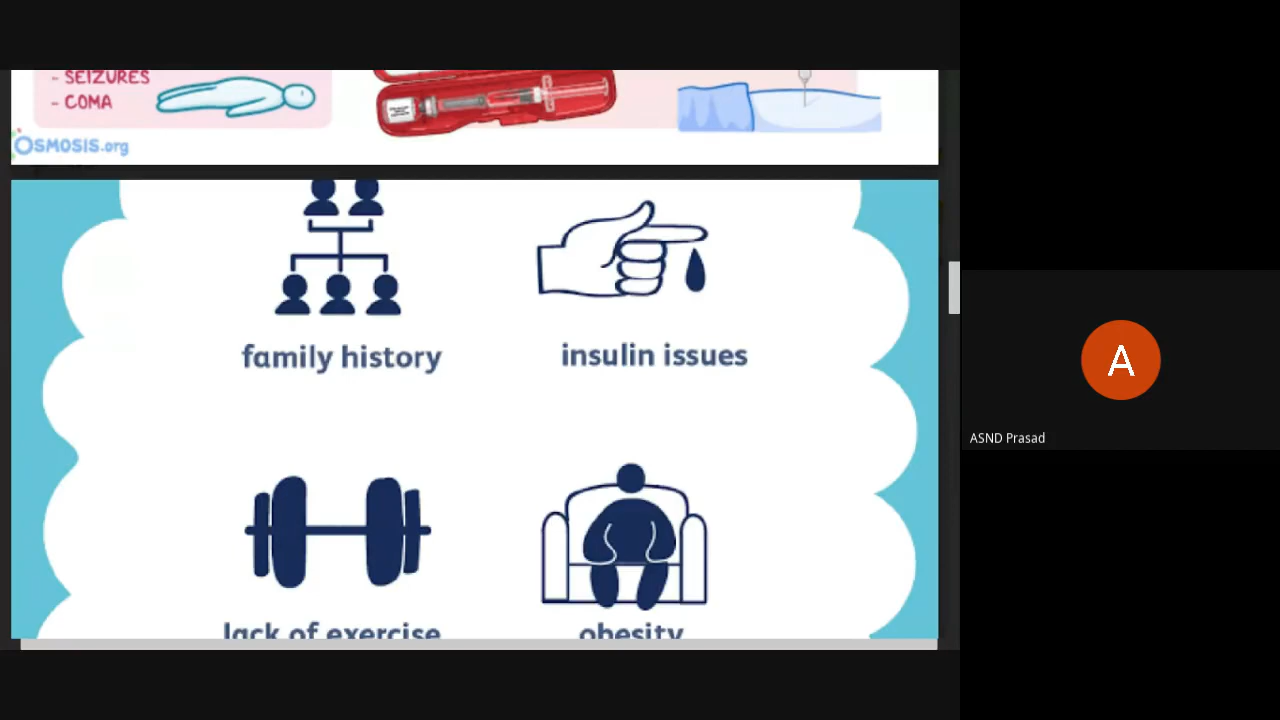 - SEIZURES
- COMA
OSMOSIS.org
family history
insulin issues
lack of exercise
obesity
A
ASND Prasad